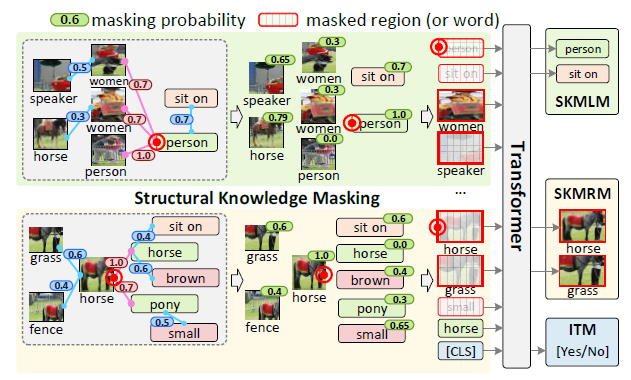 0.6 masking probability
masked region (or word)
0.5
women
0.7
speaker
sit on
0.3
women
0.7
0.7
person
horse
person
1.0
0.65
0.3
women
0.7
speaker
sit on
0.3
0.79
women
1.0
person
horse
0.0
person
person
sit on
women
speaker
...
Transformer
person
sit on
SKMLM
Structural Knowledge Masking
0.4
sit on
grass
0.6
horse
1.0
0.6
brown
0.4
horse
0.7
pony
fence
0.5
small
0.6
grass
0.4
fence
1.0
horse
0.6
sit on
0.0
horse
0.4
brown
0.3
pony
0.65
small
horse
grass
small
horse
[CLS]
SKMRM
horse
grass
ITM
[Yes/No]